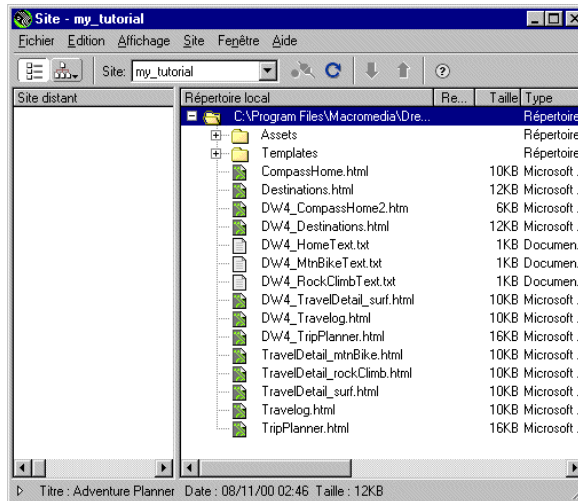 Site - my_tutorial
Fichier Edition Affichage Site Fenêtre Aide
Site: my_tutorial
Site distant
Répertoire local Re... Taille Type
C:\Program Files\Macromedia\Dre... Répertoire
Assets Répertoire
Templates Répertoire
CompassHome.html 10KB Microsoft .
Destinations.html 12KB Microsoft .
DW4_CompassHome2.htm 6KB Microsoft .
DW4_Destinations.html 12KB Microsoft .
DW4_HomeText.txt 1KB Documen.
DW4_MtnBikeText.txt 1KB Documen.
DW4_RockClimbText.txt 1KB Documen.
DW4_TravelDetail_surf.html 10KB Microsoft .
DW4_Travelog.html 10KB Microsoft .
DW4_TripPlanner.html 16KB Microsoft .
TravelDetail_mtnBike.html 10KB Microsoft .
TravelDetail_rockClimb.html 10KB Microsoft .
TravelDetail_surf.html 10KB Microsoft .
Travelog.html 10KB Microsoft .
TripPlanner.html 16KB Microsoft .
Titre : Adventure Planner Date : 08/11/00 02:46 Taille : 12KB